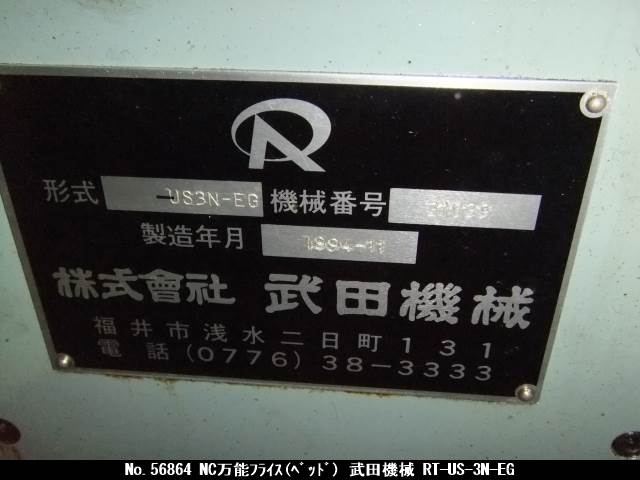 形式 US3N-EG 機械番号
製造年月 1994-11
株式會社 武田機械
福井市浅水二日町131
電話(0776)38-3333
No.56864 NC万能フライス(ベッド) 武田機械 RT-US-3N-EG